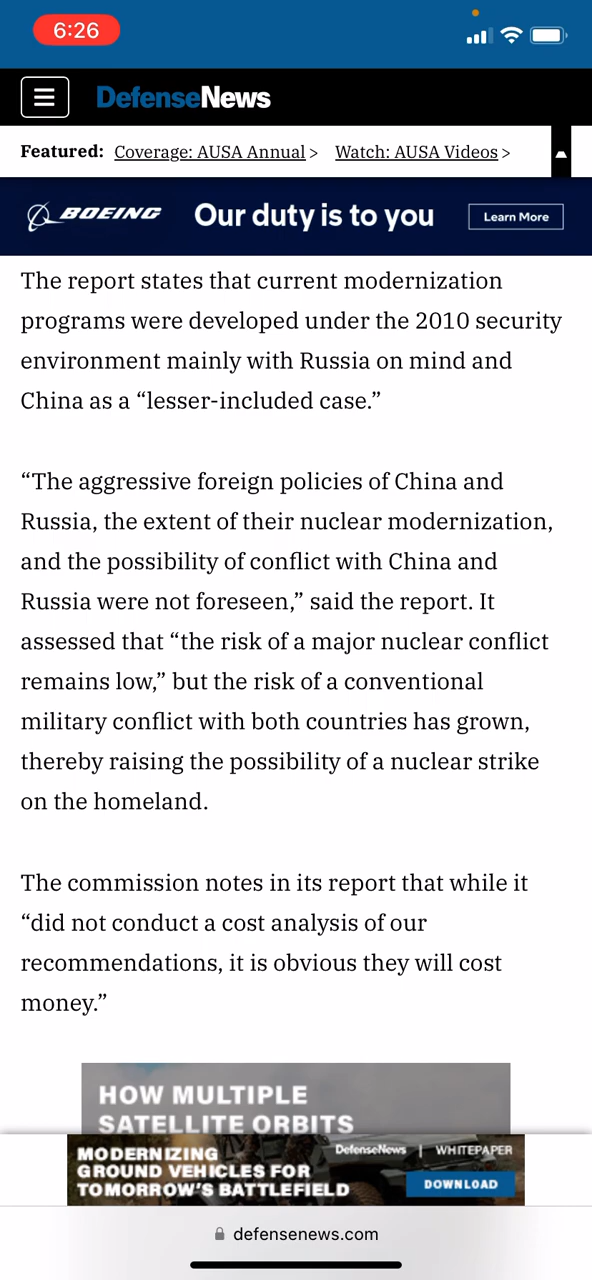 6:26
DefenseNews
Featured: Coverage: AUSA Annual > Watch: AUSA Videos >
BOEING Our duty is to you Learn More
The report states that current modernization
programs were developed under the 2010 security
environment mainly with Russia on mind and
China as a “lesser-included case.”
“The aggressive foreign policies of China and
Russia, the extent of their nuclear modernization,
and the possibility of conflict with China and
Russia were not foreseen,” said the report. It
assessed that “the risk of a major nuclear conflict
remains low,” but the risk of a conventional
military conflict with both countries has grown,
thereby raising the possibility of a nuclear strike
on the homeland.
The commission notes in its report that while it
“did not conduct a cost analysis of our
recommendations, it is obvious they will cost
money.”
HOW MULTIPLE
SATELLITE ORBITS
MODERNIZING
GROUND VEHICLES FOR
TOMORROW'S BATTLEFIELD
DefenseNews | WHITEPAPER
DOWNLOAD
defensenews.com